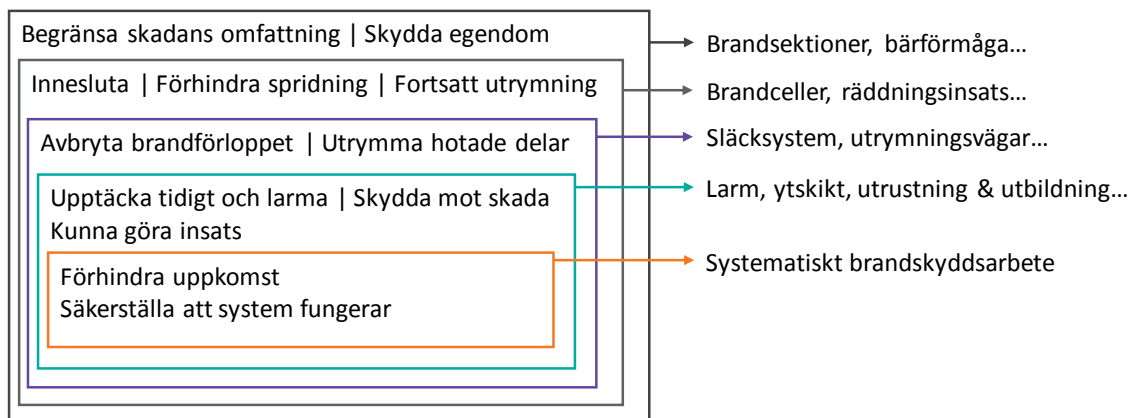 Begränsa skadans omfattning | Skydda egendom
Brandsektioner, bärförmåga…
Innesluta | Förhindra spridning | Fortsatt utrymning
Brandceller, räddningsinsats…
Avbryta brandförloppet | Utrymma hotade delar
Släcksystem, utrymningsvägar…
Upptäcka tidigt och larma | Skydda mot skada
Kunna göra insats
Larm, ytskikt, utrustning & utbildning…
Förhindra uppkomst
Säkerställa att system fungerar
Systematiskt brandskyddsarbete